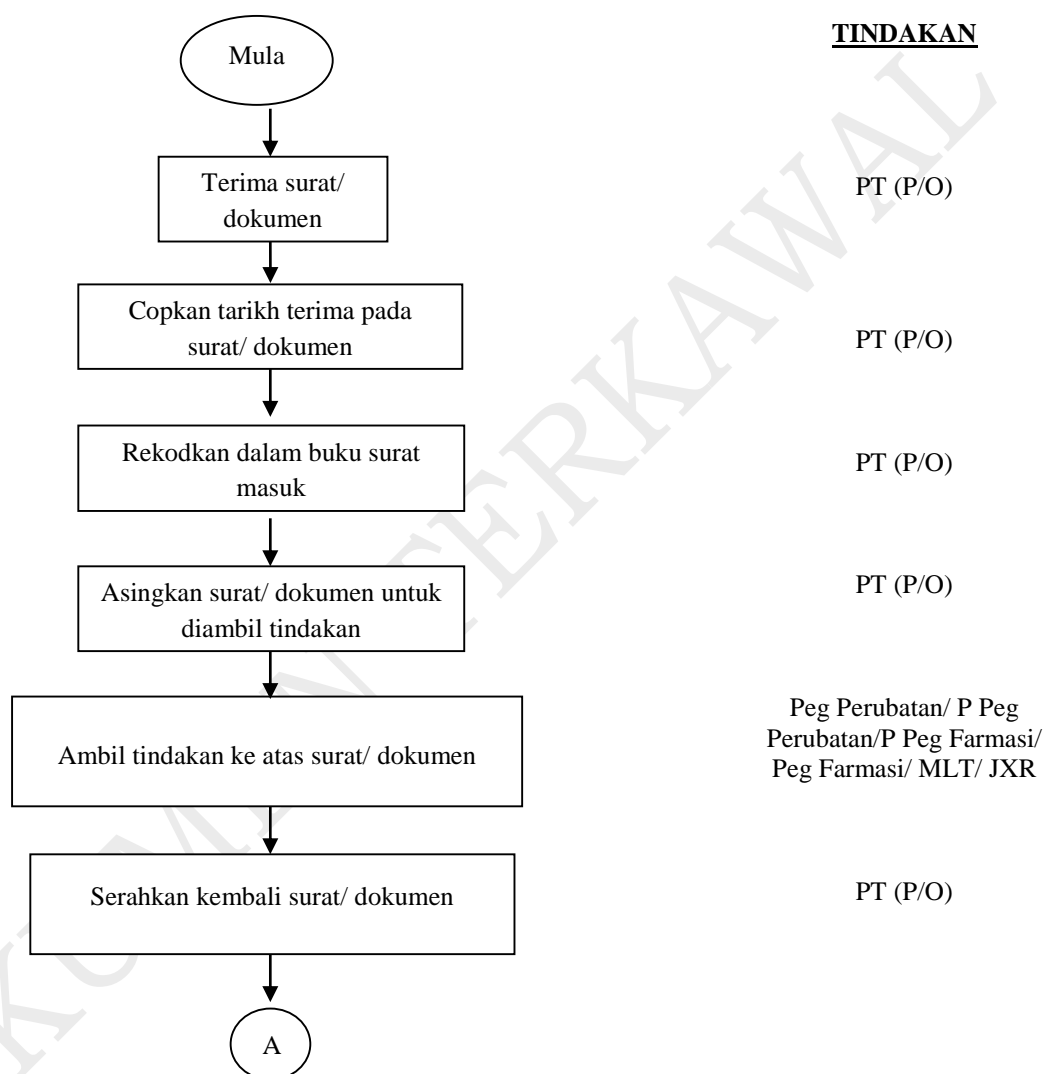 TINDAKAN
Mula
Terima surat/
dokumen
PT (P/O)
Copkan tarikh terima pada
surat/ dokumen
PT (P/O)
Rekodkan dalam buku surat
masuk
PT (P/O)
Asingkan surat/ dokumen untuk
diambil tindakan
PT (P/O)
Ambil tindakan ke atas surat/ dokumen
Peg Perubatan/ P Peg
Perubatan/P Peg Farmasi/
Peg Farmasi/ MLT/ JXR
Serahkan kembali surat/ dokumen
PT (P/O)
A
KUMEN TERKAWAL